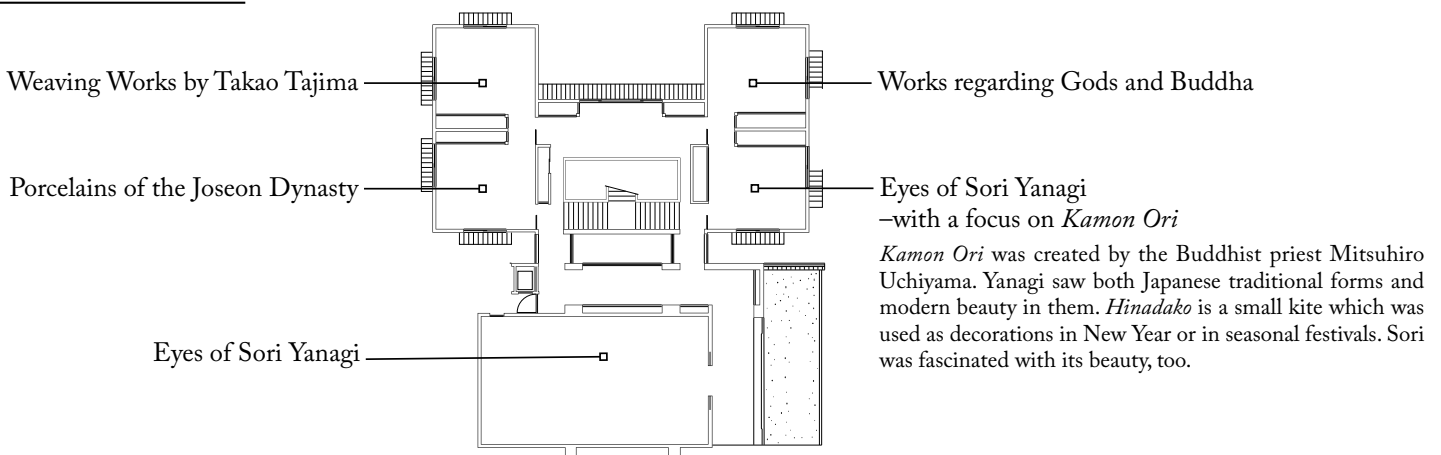 Weaving Works by Takao Tajima
Works regarding Gods and Buddha
Porcelains of the Joseon Dynasty
Eyes of Sori Yanagi
–with a focus on Kamon Ori
Kamon Ori was created by the Buddhist priest Mitsuhiro
Uchiyama. Yanagi saw both Japanese traditional forms and
modern beauty in them. Hinadako is a small kite which was
used as decorations in New Year or in seasonal festivals. Sori
was fascinated with its beauty, too.
Eyes of Sori Yanagi